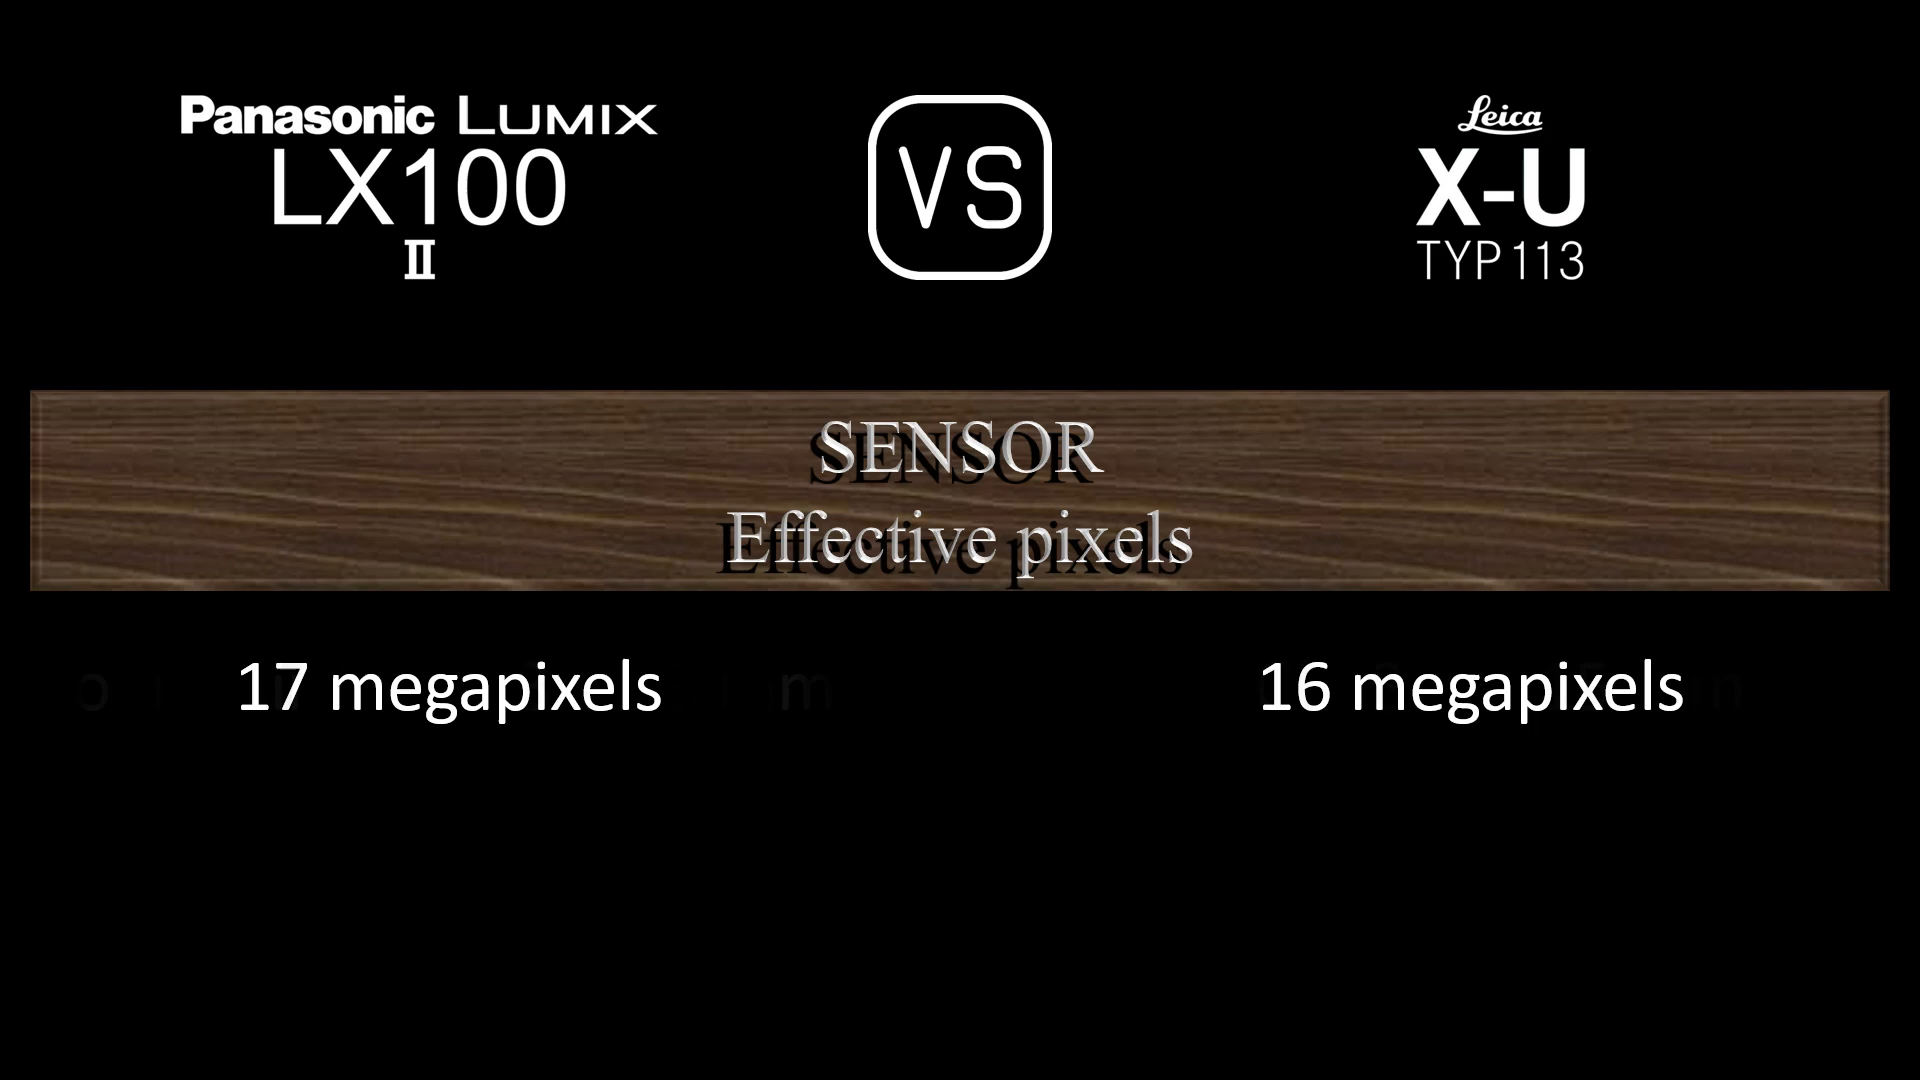 Panasonic LUMIX
LX100
II
VS
Leica
X-U
TYP 113
SENSOR
Effective pixels
17 megapixels
16 megapixels